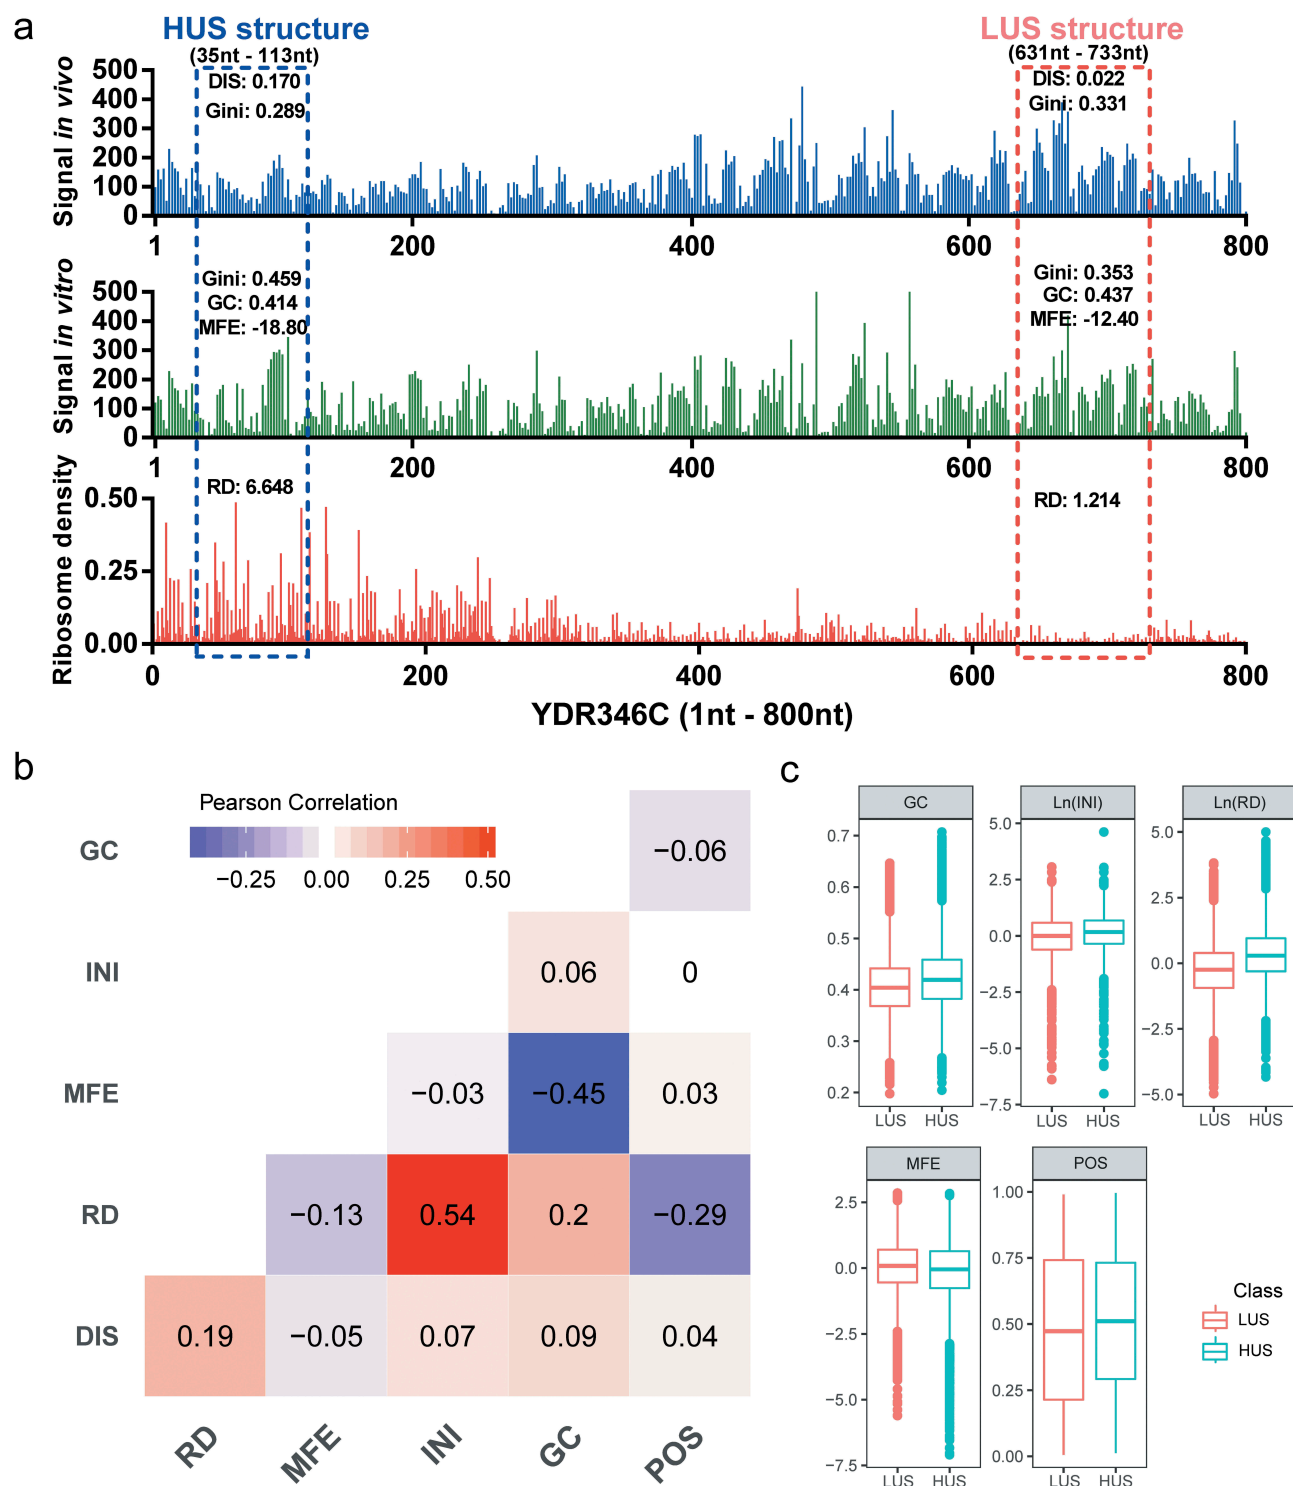 a
HUS structure
(35nt - 113nt)
LUS structure
(631nt - 733nt)
Signal in vivo
500
400
300
200
100
0
DIS: 0.170
Gini: 0.289
DIS: 0.022
Gini: 0.331
1
200
400
600
800
Signal in vitro
500
400
300
200
100
0
Gini: 0.459
GC: 0.414
MFE: -18.80
Gini: 0.353
GC: 0.437
MFE: -12.40
1
200
400
600
800
Ribosome density
0.50
0.25
0.00
RD: 6.648
RD: 1.214
0
200
400
600
800
YDR346C (1nt - 800nt)
b
Pearson Correlation
−0.25
0.00
0.25
0.50
GC
−0.06
INI
0.06
0
MFE
−0.03
−0.45
0.03
RD
−0.13
0.54
0.2
−0.29
DIS
0.19
−0.05
0.07
0.09
0.04
RD
MFE
INI
GC
POS
c
GC
0.7
0.6
0.5
0.4
0.3
0.2
LUS
HUS
Ln(INI)
5.0
2.5
0.0
−2.5
−5.0
−7.5
LUS
HUS
Ln(RD)
5.0
2.5
0.0
−2.5
−5.0
LUS
HUS
MFE
2.5
0.0
−2.5
−5.0
−7.5
LUS
HUS
POS
1.00
0.75
0.50
0.25
0.00
LUS
HUS
Class
LUS
HUS